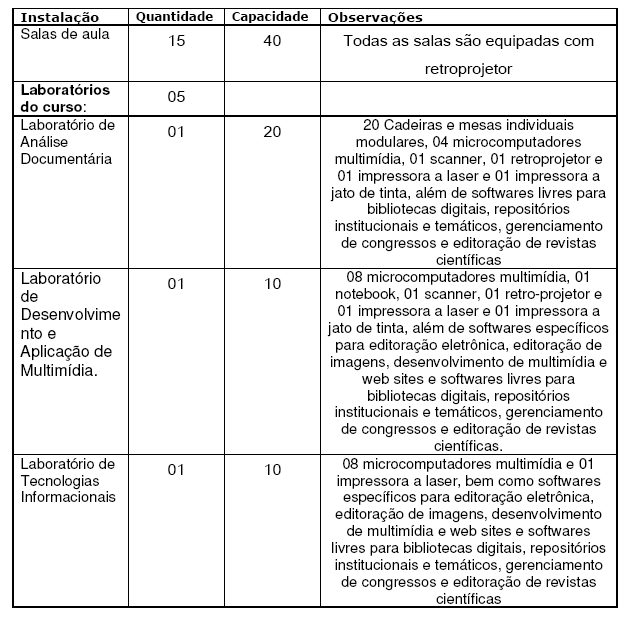 Instalação Quantidade Capacidade Observações
Salas de aula 15 40 Todas as salas são equipadas com
retroprojetor
Laboratórios
do curso: 05
Laboratório de
Análise
Documentária
01 20
20 Cadeiras e mesas individuais
modulares, 04 microcomputadores
multimídia, 01 scanner, 01 retroprojetor e
01 impressora a laser e 01 impressora a
jato de tinta, além de softwares livres para
bibliotecas digitais, repositórios
institucionais e temáticos, gerenciamento
de congressos e editoração de revistas
científicas
Laboratório
de
Desenvolvime
nto e
Aplicação de
Multimídia.
01 10
08 microcomputadores multimídia, 01
notebook, 01 scanner, 01 retro-projetor e
01 impressora a laser e 01 impressora a
jato de tinta, além de softwares específicos
para editoração eletrônica, editoração de
imagens, desenvolvimento de multimídia e
web sites e softwares livres para
bibliotecas digitais, repositórios
institucionais e temáticos, gerenciamento
de congressos e editoração de revistas
científicas.
Laboratório de
Tecnologias
Informacionais
01 10
08 microcomputadores multimídia e 01
impressora a laser, bem como softwares
específicos para editoração eletrônica,
editoração de imagens, desenvolvimento
de multimídia e web sites e softwares
livres para bibliotecas digitais, repositórios
institucionais e temáticos, gerenciamento
de congressos e editoração de revistas
científicas